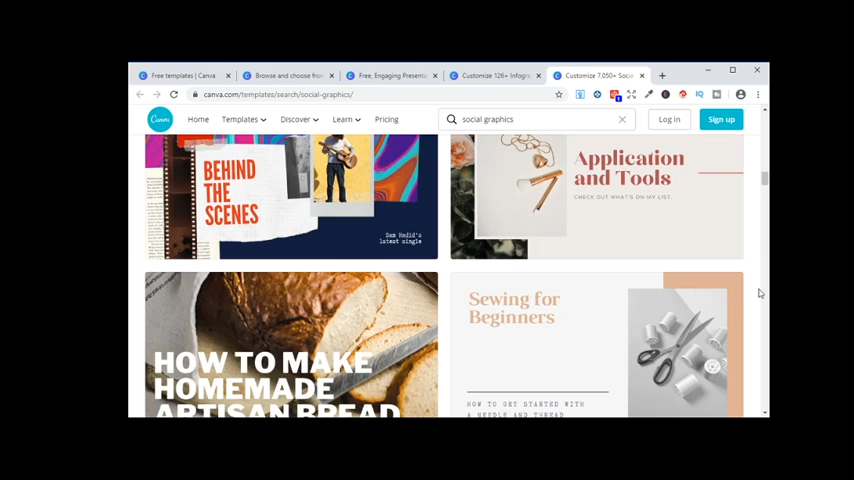 Free templates | Canva
Browse and choose from
Free, Engaging Presenta
Customize 126+ Infogra
Customize 7,050+ Socia
canva.com/templates/search/social-graphics/
Canva
Home
Templates
Discover
Learn
Pricing
social graphics
Log in
Sign up
BEHIND
THE
SCENES
Sam Hadid's
latest single
Application
and Tools
CHECK OUT WHAT'S ON MY LIST.
HOW TO MAKE
HOMEMADE
ARTISAN BREAD
Sewing for
Beginners
HOW TO GET STARTED WITH
A NEEDLE AND THREAD